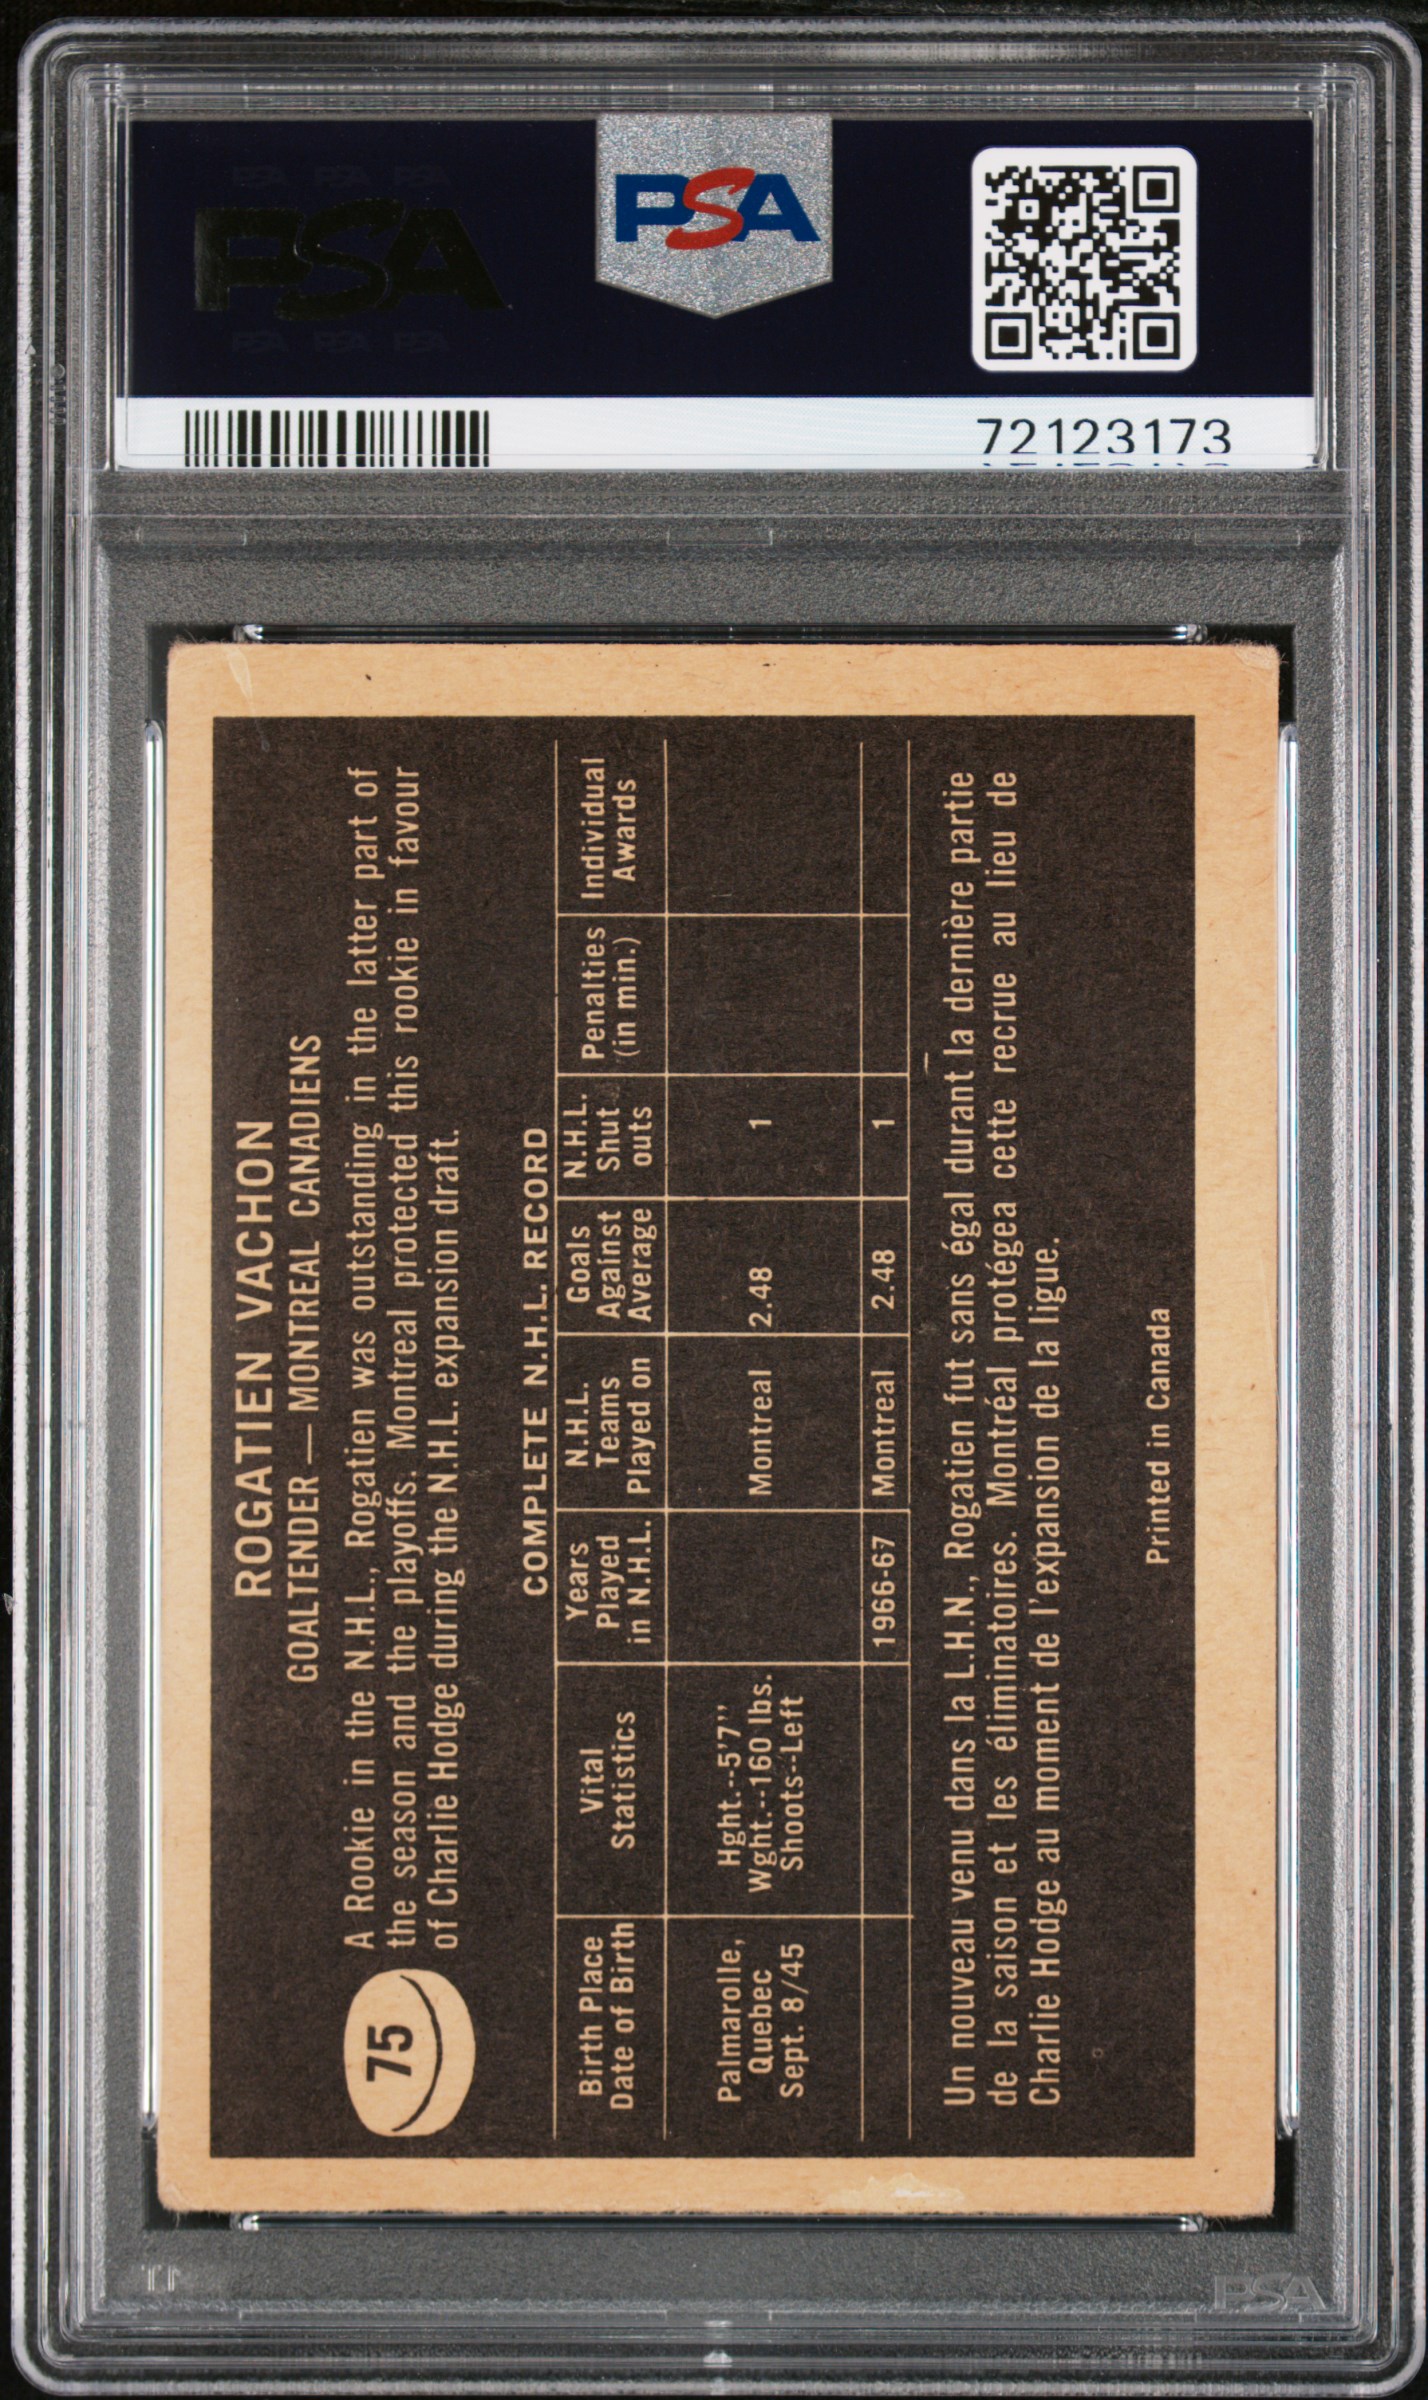 PSA PSA PSA
PSA
PSA PSA PSA
PSA
72123173
ROGATIEN VACHON
GOALTENDER—MONTREAL CANADIENS
75
A Rookie in the N.H.L., Rogatien was outstanding in the latter part of
the season and the playoffs. Montreal protected this rookie in favour
of Charlie Hodge during the N.H.L. expansion draft.
COMPLETE N.H.L. RECORD
Birth Place Date of Birth | Vital Statistics | Years Played in N.H.L. | N.H.L. Teams Played on | Goals Against Average | N.H.L. Shut outs | Penalties (in min.) | Individual Awards
Palmarolle, Quebec Sept. 8/45 | Hght.--5'7" Wght.--160 lbs. Shoots--Left | Montreal | 2.48 | 1
1966-67 | Montreal | 2.48 | 1
Un nouveau venu dans la L.H.N., Rogatien fut sans égal durant la dernière partie
de la saison et les éliminatoires. Montréal protégea cette recrue au lieu de
Charlie Hodge au moment de l'expansion de la ligue.
Printed in Canada
PSA